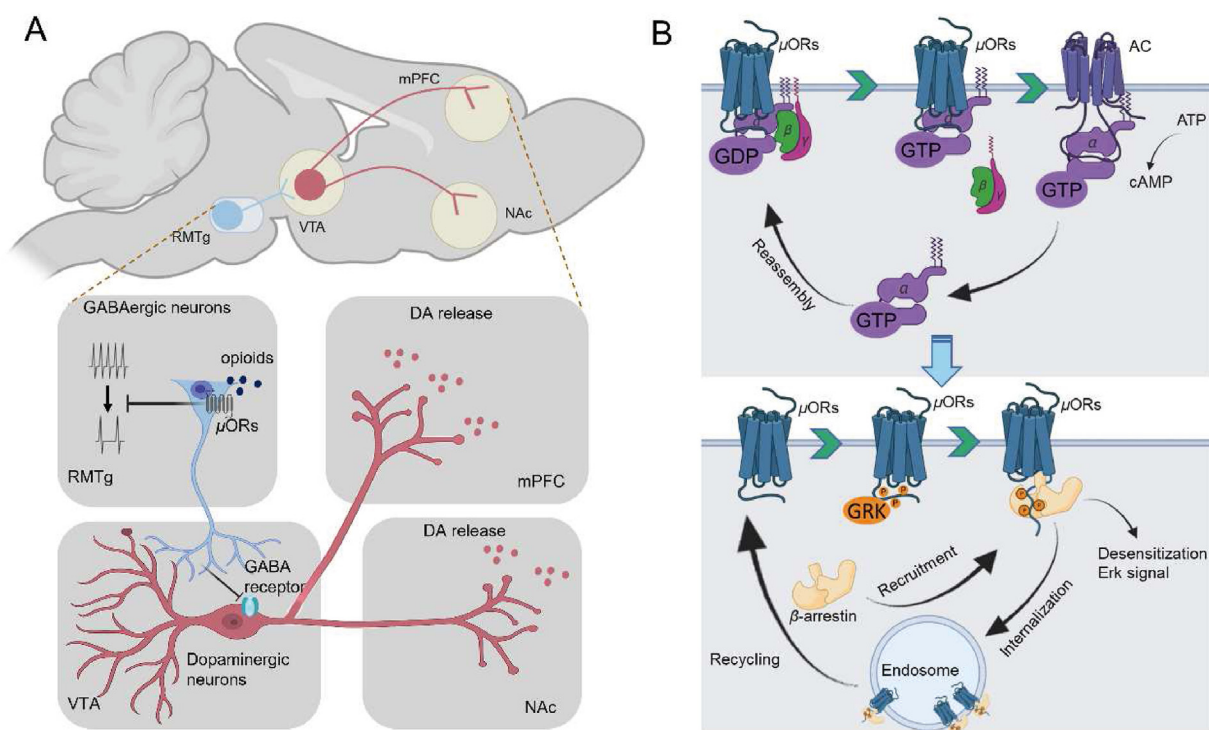 A
mPFC
NAc
VTA
RMTg
GABAergic neurons
opioids
μORs
RMTg
DA release
mPFC
GABA
receptor
Dopaminergic
neurons
VTA
DA release
NAc
B
μORs
α
β
γ
GDP
μORs
GTP
β
γ
AC
ATP
α
cAMP
GTP
Reassembly
α
GTP
μORs
μORs
P
P
P
GRK
μORs
P
P
P
Desensitization
Erk signal
Recruitment
β-arrestin
Internalization
Recycling
Endosome